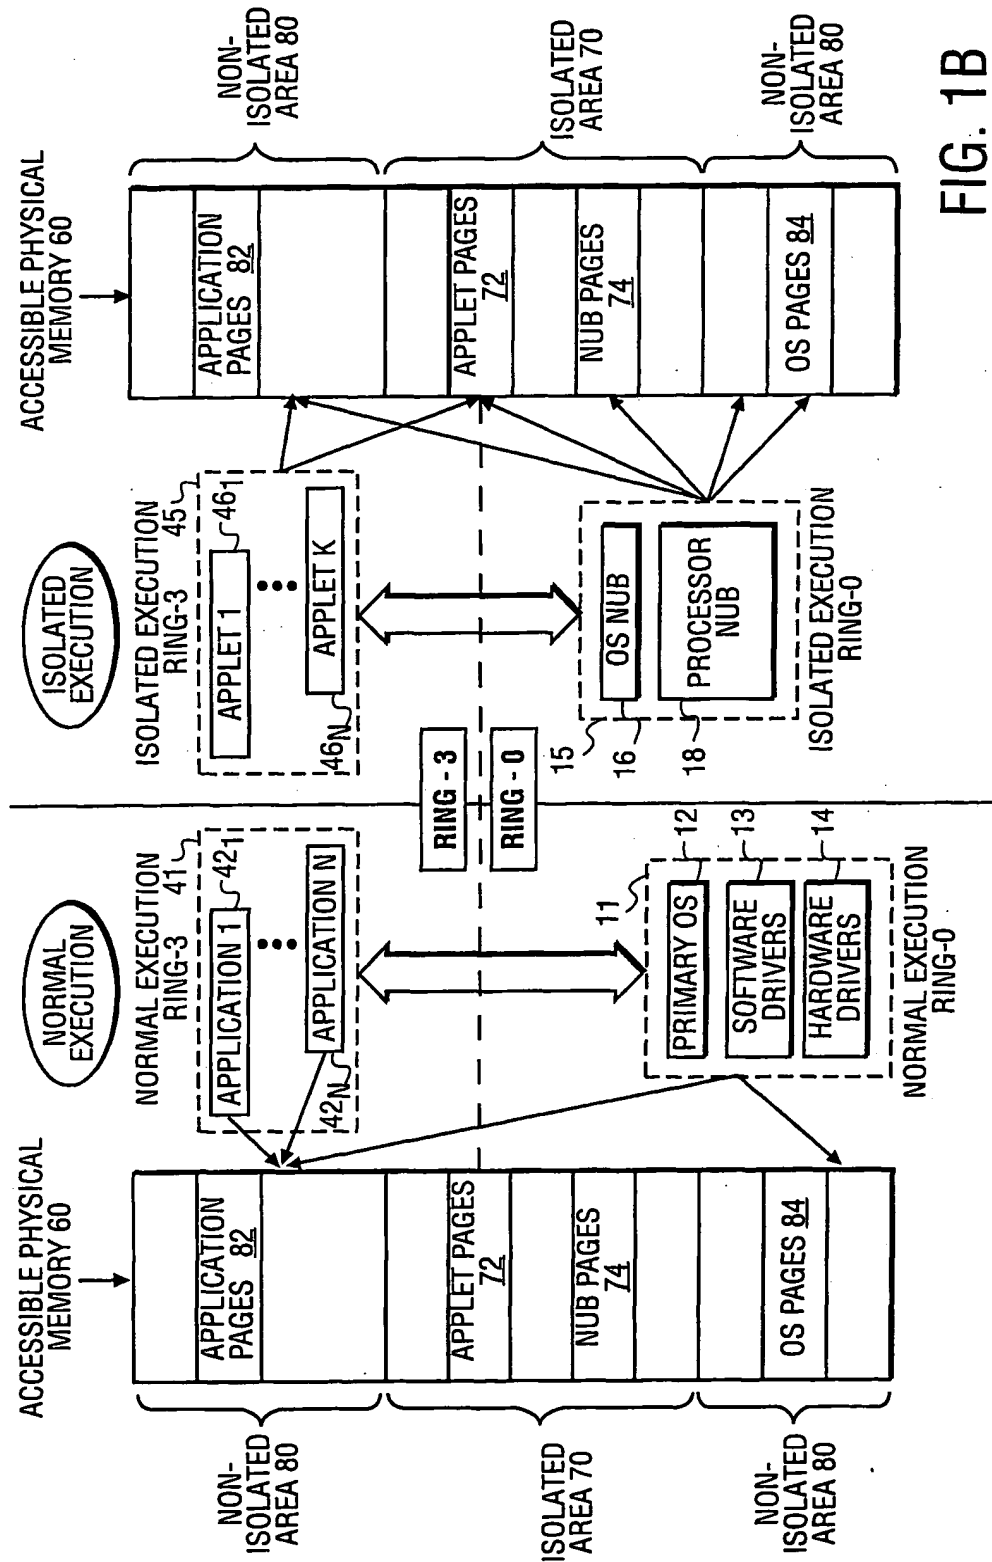 ACCESSIBLE PHYSICAL
MEMORY 60
NON-
ISOLATED
AREA 80
ISOLATED
AREA 70
NON-
ISOLATED
AREA 80
APPLICATION
PAGES 82
APPLET PAGES
72
NUB PAGES
74
OS PAGES 84
NORMAL
EXECUTION
NORMAL EXECUTION
RING-3
41
APPLICATION 1
42₁
APPLICATION N
42N
11
PRIMARY OS
12
SOFTWARE
DRIVERS
13
HARDWARE
DRIVERS
14
NORMAL EXECUTION
RING-0
RING - 3
RING - 0
ISOLATED
EXECUTION
ISOLATED EXECUTION
RING-3
45
APPLET 1
46₁
APPLET K
46N
15
OS NUB
16
PROCESSOR
NUB
18
ISOLATED EXECUTION
RING-0
ACCESSIBLE PHYSICAL
MEMORY 60
APPLICATION
PAGES 82
APPLET PAGES
72
NUB PAGES
74
OS PAGES 84
NON-
ISOLATED
AREA 80
ISOLATED
AREA 70
NON-
ISOLATED
AREA 80
FIG. 1B